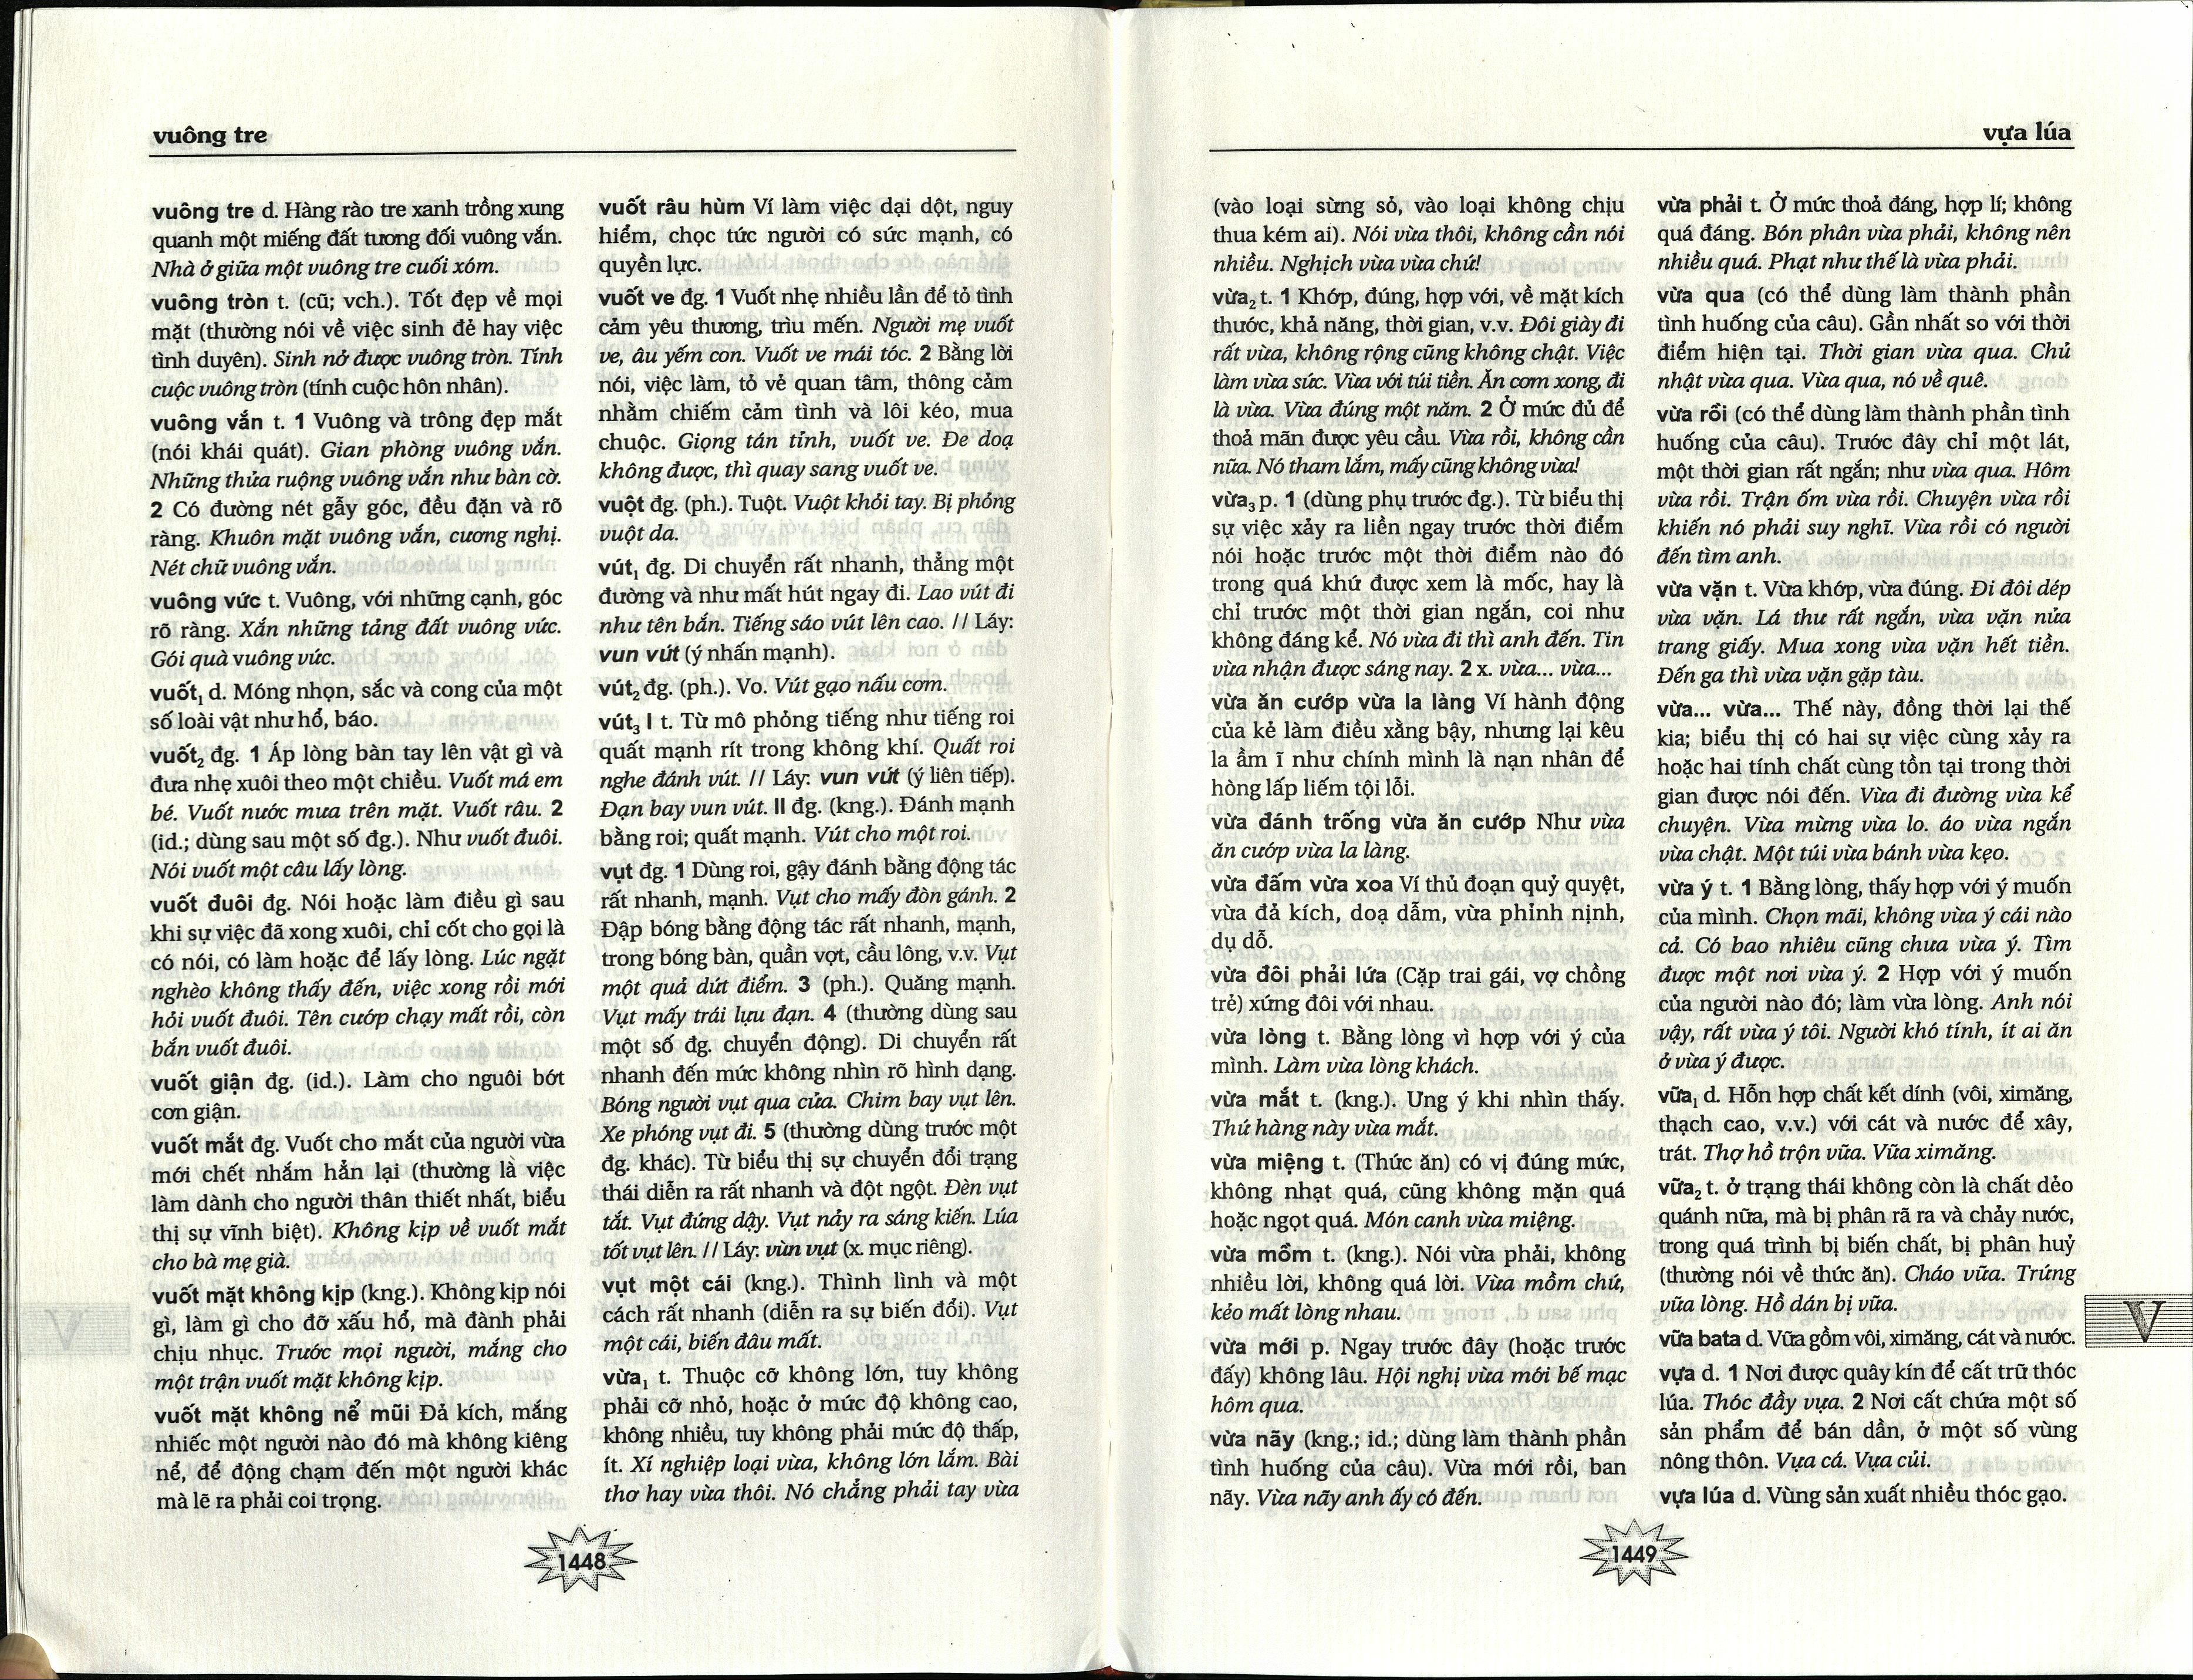 vuông tre
vuông tre d. Hàng rào tre xanh trồng xung
quanh một miếng đất tương đối vuông vắn.
Nhà ở giữa một vuông tre cuối xóm.
vuông tròn t. (cũ; vch.). Tốt đẹp về mọi
mặt (thường nói về việc sinh đẻ hay việc
tình duyên). Sinh nở được vuông tròn. Tính
cuộc vuông tròn (tính cuộc hôn nhân).
vuông vắn t. 1 Vuông và trông đẹp mắt
(nói khái quát). Gian phòng vuông vắn.
Những thửa ruộng vuông vắn như bàn cờ.
2 Có đường nét gẫy góc, đều đặn và rõ
ràng. Khuôn mặt vuông vắn, cương nghị.
Nét chữ vuông vắn.
vuông vức t. Vuông, với những cạnh, góc
rõ ràng. Xắn những tảng đất vuông vức.
Gói quà vuông vức.
vuốt₁ d. Móng nhọn, sắc và cong của một
số loài vật như hổ, báo.
vuốt₂ đg. 1 Áp lòng bàn tay lên vật gì và
đưa nhẹ xuôi theo một chiều. Vuốt má em
bé. Vuốt nước mưa trên mặt. Vuốt râu. 2
(id.; dùng sau một số đg.). Như vuốt đuôi.
Nói vuốt một câu lấy lòng.
vuốt đuôi đg. Nói hoặc làm điều gì sau
khi sự việc đã xong xuôi, chỉ cốt cho gọi là
có nói, có làm hoặc để lấy lòng. Lúc ngặt
nghèo không thấy đến, việc xong rồi mới
hỏi vuốt đuôi. Tên cướp chạy mất rồi, còn
bắn vuốt đuôi.
vuốt giận đg. (id.). Làm cho nguôi bớt
cơn giận.
vuốt mắt đg. Vuốt cho mắt của người vừa
mới chết nhắm hẳn lại (thường là việc
làm dành cho người thân thiết nhất, biểu
thị sự vĩnh biệt). Không kịp về vuốt mắt
cho bà mẹ già.
vuốt mặt không kịp (kng.). Không kịp nói
gì, làm gì cho đỡ xấu hổ, mà đành phải
chịu nhục. Trước mọi người, mắng cho
một trận vuốt mặt không kịp.
vuốt mặt không nể mũi Đả kích, mắng
nhiếc một người nào đó mà không kiêng
nể, để động chạm đến một người khác
mà lẽ ra phải coi trọng.
vuốt râu hùm Ví làm việc dại dột, nguy
hiểm, chọc tức người có sức mạnh, có
quyền lực.
vuốt ve đg. 1 Vuốt nhẹ nhiều lần để tỏ tình
cảm yêu thương, trìu mến. Người mẹ vuốt
ve, âu yếm con. Vuốt ve mái tóc. 2 Bằng lời
nói, việc làm, tỏ vẻ quan tâm, thông cảm
nhằm chiếm cảm tình và lôi kéo, mua
chuộc. Giọng tán tỉnh, vuốt ve. Đe doạ
không được, thì quay sang vuốt ve.
vuột đg. (ph.). Tuột. Vuột khỏi tay. Bị phỏng
vuột da.
vút₁ đg. Di chuyển rất nhanh, thẳng một
đường và như mất hút ngay đi. Lao vút đi
như tên bắn. Tiếng sáo vút lên cao. // Láy:
vun vút (ý nhấn mạnh).
vút₂ đg. (ph.). Vo. Vút gạo nấu cơm.
vút₃ I t. Từ mô phỏng tiếng như tiếng roi
quất mạnh rít trong không khí. Quất roi
nghe đánh vút. // Láy: vun vút (ý liên tiếp).
Đạn bay vun vút. II đg. (kng.). Đánh mạnh
bằng roi; quất mạnh. Vút cho một roi.
vụt đg. 1 Dùng roi, gậy đánh bằng động tác
rất nhanh, mạnh. Vụt cho mấy đòn gánh. 2
Đập bóng bằng động tác rất nhanh, mạnh,
trong bóng bàn, quần vợt, cầu lông, v.v. Vụt
một quả dứt điểm. 3 (ph.). Quăng mạnh.
Vụt mấy trái lựu đạn. 4 (thường dùng sau
một số đg. chuyển động). Di chuyển rất
nhanh đến mức không nhìn rõ hình dạng.
Bóng người vụt qua cửa. Chim bay vụt lên.
Xe phóng vụt đi. 5 (thường dùng trước một
đg. khác). Từ biểu thị sự chuyển đổi trạng
thái diễn ra rất nhanh và đột ngột. Đèn vụt
tắt. Vụt đứng dậy. Vụt nảy ra sáng kiến. Lúa
tốt vụt lên. // Láy: vùn vụt (x. mục riêng).
vụt một cái (kng.). Thình lình và một
cách rất nhanh (diễn ra sự biến đổi). Vụt
một cái, biến đâu mất.
vừa₁ t. Thuộc cỡ không lớn, tuy không
phải cỡ nhỏ, hoặc ở mức độ không cao,
không nhiều, tuy không phải mức độ thấp,
ít. Xí nghiệp loại vừa, không lớn lắm. Bài
thơ hay vừa thôi. Nó chẳng phải tay vừa
1448
vựa lúa
(vào loại sừng sỏ, vào loại không chịu
thua kém ai). Nói vừa thôi, không cần nói
nhiều. Nghịch vừa vừa chứ!
vừa₂ t. 1 Khớp, đúng, hợp với, về mặt kích
thước, khả năng, thời gian, v.v. Đôi giày đi
rất vừa, không rộng cũng không chật. Việc
làm vừa sức. Vừa với túi tiền. Ăn cơm xong, đi
là vừa. Vừa đúng một năm. 2 Ở mức đủ để
thoả mãn được yêu cầu. Vừa rồi, không cần
nữa. Nó tham lắm, mấy cũng không vừa!
vừa₃ p. 1 (dùng phụ trước đg.). Từ biểu thị
sự việc xảy ra liền ngay trước thời điểm
nói hoặc trước một thời điểm nào đó
trong quá khứ được xem là mốc, hay là
chỉ trước một thời gian ngắn, coi như
không đáng kể. Nó vừa đi thì anh đến. Tin
vừa nhận được sáng nay. 2 x. vừa... vừa...
vừa ăn cướp vừa la làng Ví hành động
của kẻ làm điều xằng bậy, nhưng lại kêu
la ầm ĩ như chính mình là nạn nhân để
hòng lấp liếm tội lỗi.
vừa đánh trống vừa ăn cướp Như vừa
ăn cướp vừa la làng.
vừa đấm vừa xoa Ví thủ đoạn quỷ quyệt,
vừa đả kích, doạ dẫm, vừa phỉnh nịnh,
dụ dỗ.
vừa đôi phải lứa (Cặp trai gái, vợ chồng
trẻ) xứng đôi với nhau.
vừa lòng t. Bằng lòng vì hợp với ý của
mình. Làm vừa lòng khách.
vừa mắt t. (kng.). Ưng ý khi nhìn thấy.
Thứ hàng này vừa mắt.
vừa miệng t. (Thức ăn) có vị đúng mức,
không nhạt quá, cũng không mặn quá
hoặc ngọt quá. Món canh vừa miệng.
vừa mồm t. (kng.). Nói vừa phải, không
nhiều lời, không quá lời. Vừa mồm chứ,
kẻo mất lòng nhau.
vừa mới p. Ngay trước đây (hoặc trước
đấy) không lâu. Hội nghị vừa mới bế mạc
hôm qua.
vừa nãy (kng.; id.; dùng làm thành phần
tình huống của câu). Vừa mới rồi, ban
nãy. Vừa nãy anh ấy có đến.
vừa phải t. Ở mức thoả đáng, hợp lí; không
quá đáng. Bón phân vừa phải, không nên
nhiều quá. Phạt như thế là vừa phải.
vừa qua (có thể dùng làm thành phần
tình huống của câu). Gần nhất so với thời
điểm hiện tại. Thời gian vừa qua. Chủ
nhật vừa qua. Vừa qua, nó về quê.
vừa rồi (có thể dùng làm thành phần tình
huống của câu). Trước đây chỉ một lát,
một thời gian rất ngắn; như vừa qua. Hôm
vừa rồi. Trận ốm vừa rồi. Chuyện vừa rồi
khiến nó phải suy nghĩ. Vừa rồi có người
đến tìm anh.
vừa vặn t. Vừa khớp, vừa đúng. Đi đôi dép
vừa vặn. Lá thư rất ngắn, vừa vặn nửa
trang giấy. Mua xong vừa vặn hết tiền.
Đến ga thì vừa vặn gặp tàu.
vừa... vừa... Thế này, đồng thời lại thế
kia; biểu thị có hai sự việc cùng xảy ra
hoặc hai tính chất cùng tồn tại trong thời
gian được nói đến. Vừa đi đường vừa kể
chuyện. Vừa mừng vừa lo. áo vừa ngắn
vừa chật. Một túi vừa bánh vừa kẹo.
vừa ý t. 1 Bằng lòng, thấy hợp với ý muốn
của mình. Chọn mãi, không vừa ý cái nào
cả. Có bao nhiêu cũng chưa vừa ý. Tìm
được một nơi vừa ý. 2 Hợp với ý muốn
của người nào đó; làm vừa lòng. Anh nói
vậy, rất vừa ý tôi. Người khó tính, ít ai ăn
ở vừa ý được.
vữa₁ d. Hỗn hợp chất kết dính (vôi, ximăng,
thạch cao, v.v.) với cát và nước để xây,
trát. Thợ hồ trộn vữa. Vữa ximăng.
vữa₂ t. ở trạng thái không còn là chất dẻo
quánh nữa, mà bị phân rã ra và chảy nước,
trong quá trình bị biến chất, bị phân huỷ
(thường nói về thức ăn). Cháo vữa. Trứng
vữa lòng. Hồ dán bị vữa.
vữa bata d. Vữa gồm vôi, ximăng, cát và nước.
vựa d. 1 Nơi được quây kín để cất trữ thóc
lúa. Thóc đầy vựa. 2 Nơi cất chứa một số
sản phẩm để bán dần, ở một số vùng
nông thôn. Vựa cá. Vựa củi.
vựa lúa d. Vùng sản xuất nhiều thóc gạo.
V
1449